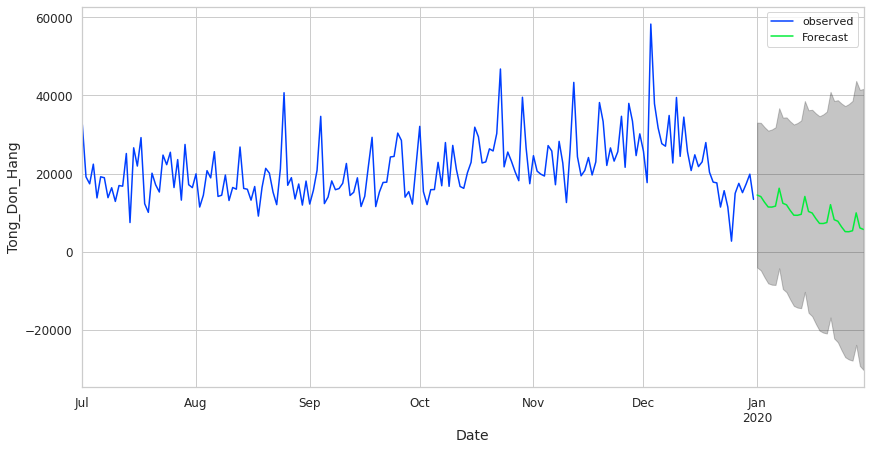 observed
Forecast
60000
40000
20000
0
−20000
Tong_Don_Hang
Jul
Aug
Sep
Oct
Nov
Dec
Jan
2020
Date